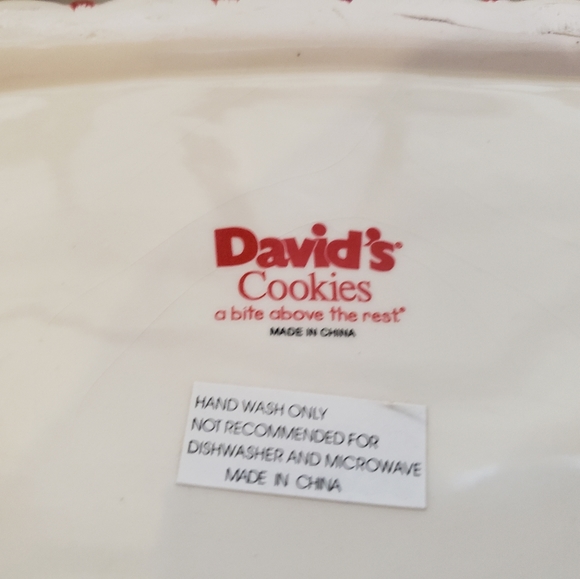 David's
Cookies
a bite above the rest®
MADE IN CHINA
HAND WASH ONLY
NOT RECOMMENDED FOR
DISHWASHER AND MICROWAVE
MADE IN CHINA